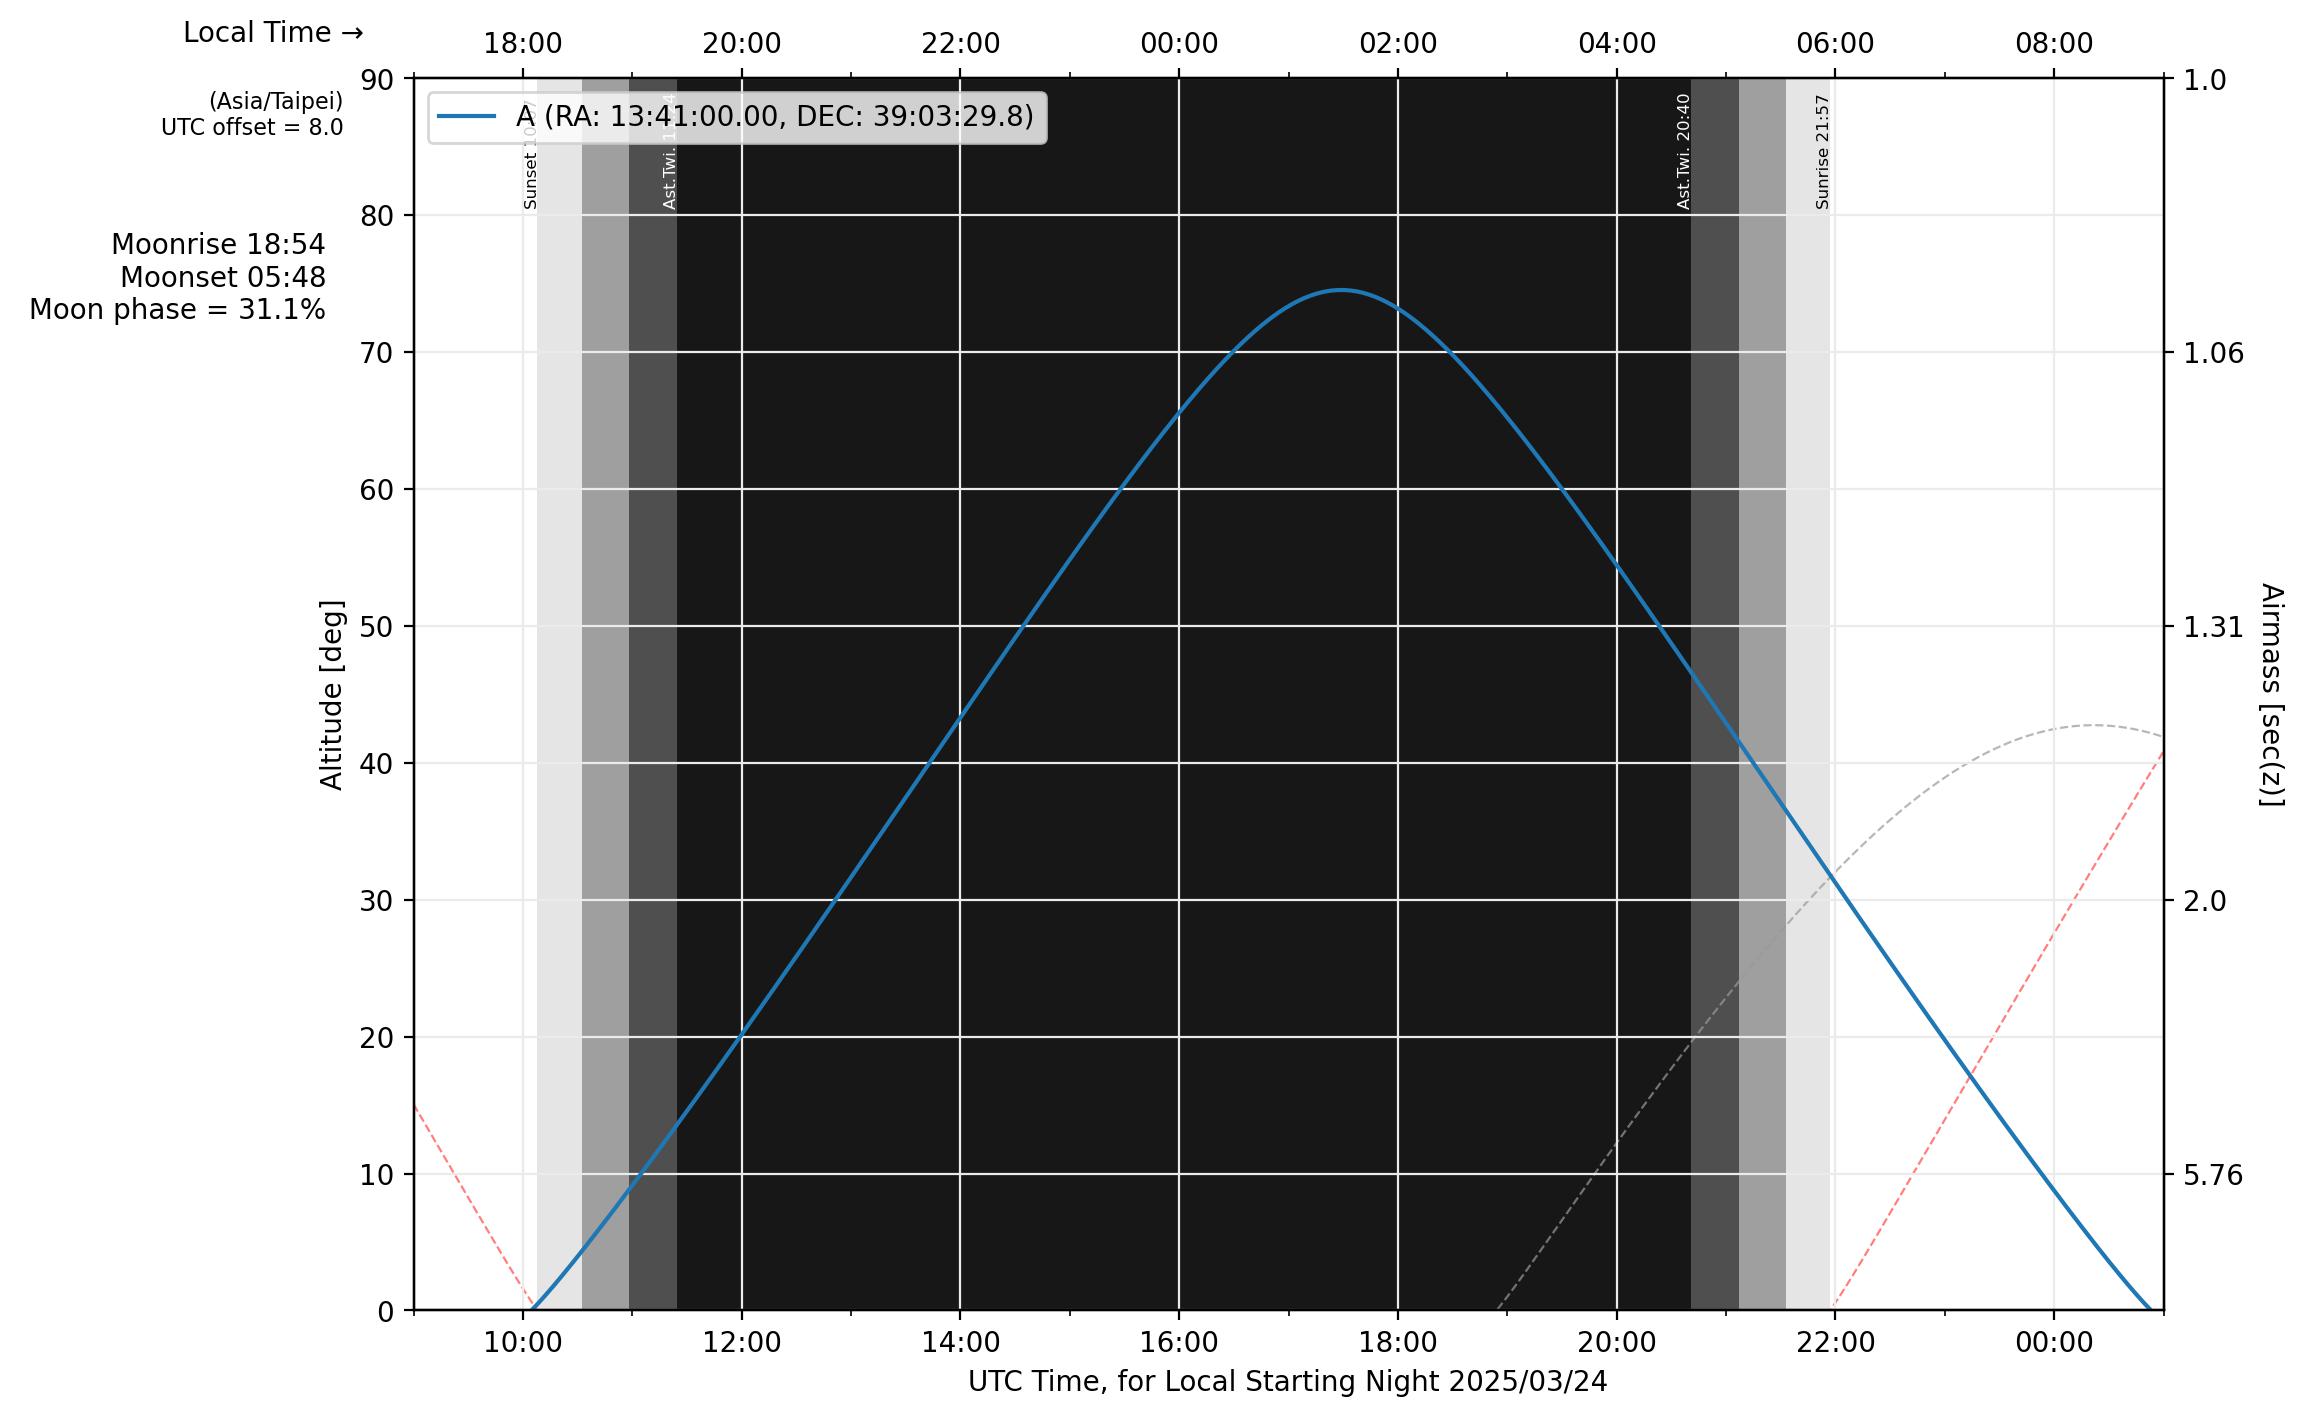 Local Time →
18:00 20:00 22:00 00:00 02:00 04:00 06:00 08:00
(Asia/Taipei)
UTC offset = 8.0
Moonrise 18:54
Moonset 05:48
Moon phase = 31.1%
A (RA: 13:41:00.00, DEC: 39:03:29.8)
Sunset
Ast.Twi.
Ast.Twi. 20:40
Sunrise 21:57
Altitude [deg]
90
80
70
60
50
40
30
20
10
0
1.0
1.06
1.31
2.0
5.76
Airmass [sec(z)]
10:00 12:00 14:00 16:00 18:00 20:00 22:00 00:00
UTC Time, for Local Starting Night 2025/03/24